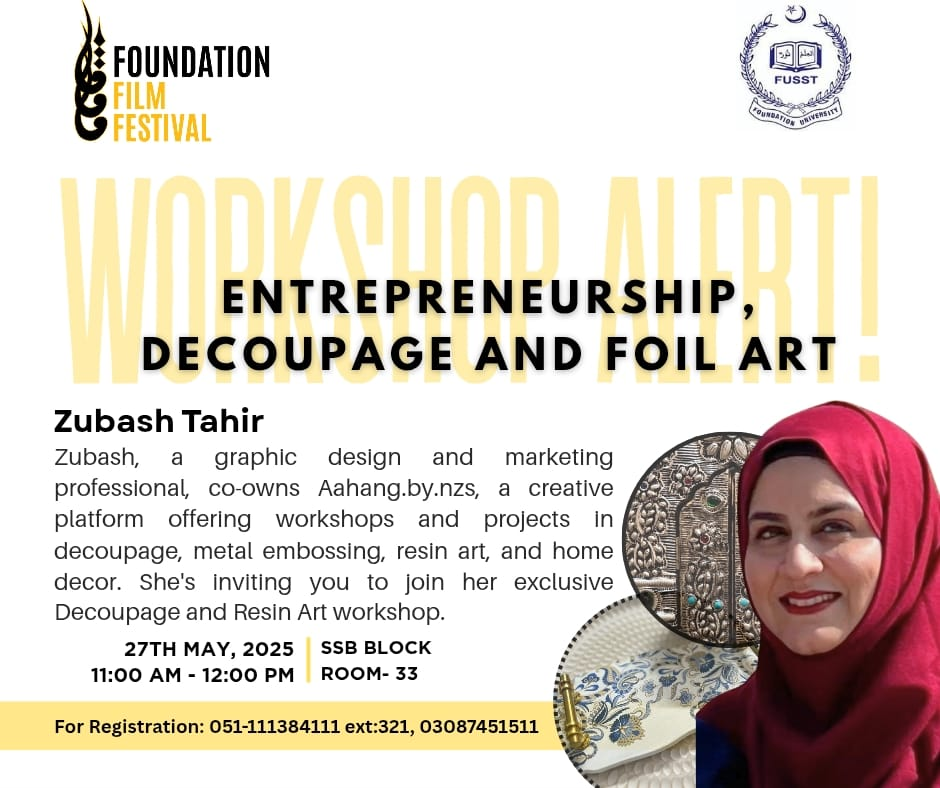 FOUNDATION
FILM
FESTIVAL
FUSST
FOUNDATION UNIVERSITY
WORKSHOP ALERT!
ENTREPRENEURSHIP,
DECOUPAGE AND FOIL ART
Zubash Tahir
Zubash, a graphic design and marketing
professional, co-owns Aahang.by.nzs, a creative
platform offering workshops and projects in
decoupage, metal embossing, resin art, and home
decor. She's inviting you to join her exclusive
Decoupage and Resin Art workshop.
27TH MAY, 2025
11:00 AM - 12:00 PM
SSB BLOCK
ROOM- 33
For Registration: 051-111384111 ext:321, 03087451511